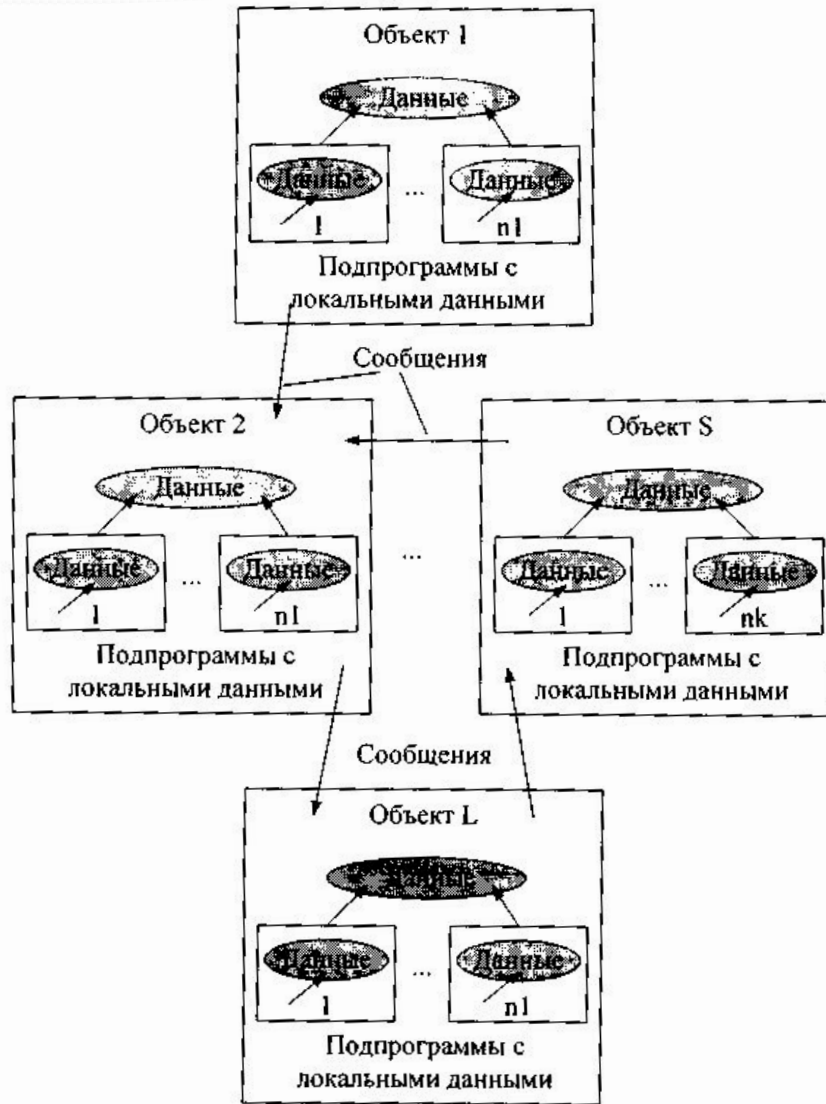 Объект 1
Данные
Данные ... Данные
1 n1
Подпрограммы с
локальными данными
Сообщения
Объект 2
Данные
Данные ... Данные
1 n1
Подпрограммы с
локальными данными
...
Объект S
Данные
Данные ... Данные
1 nk
Подпрограммы с
локальными данными
Сообщения
Объект L
Данные
Данные ... Данные
1 n1
Подпрограммы с
локальными данными